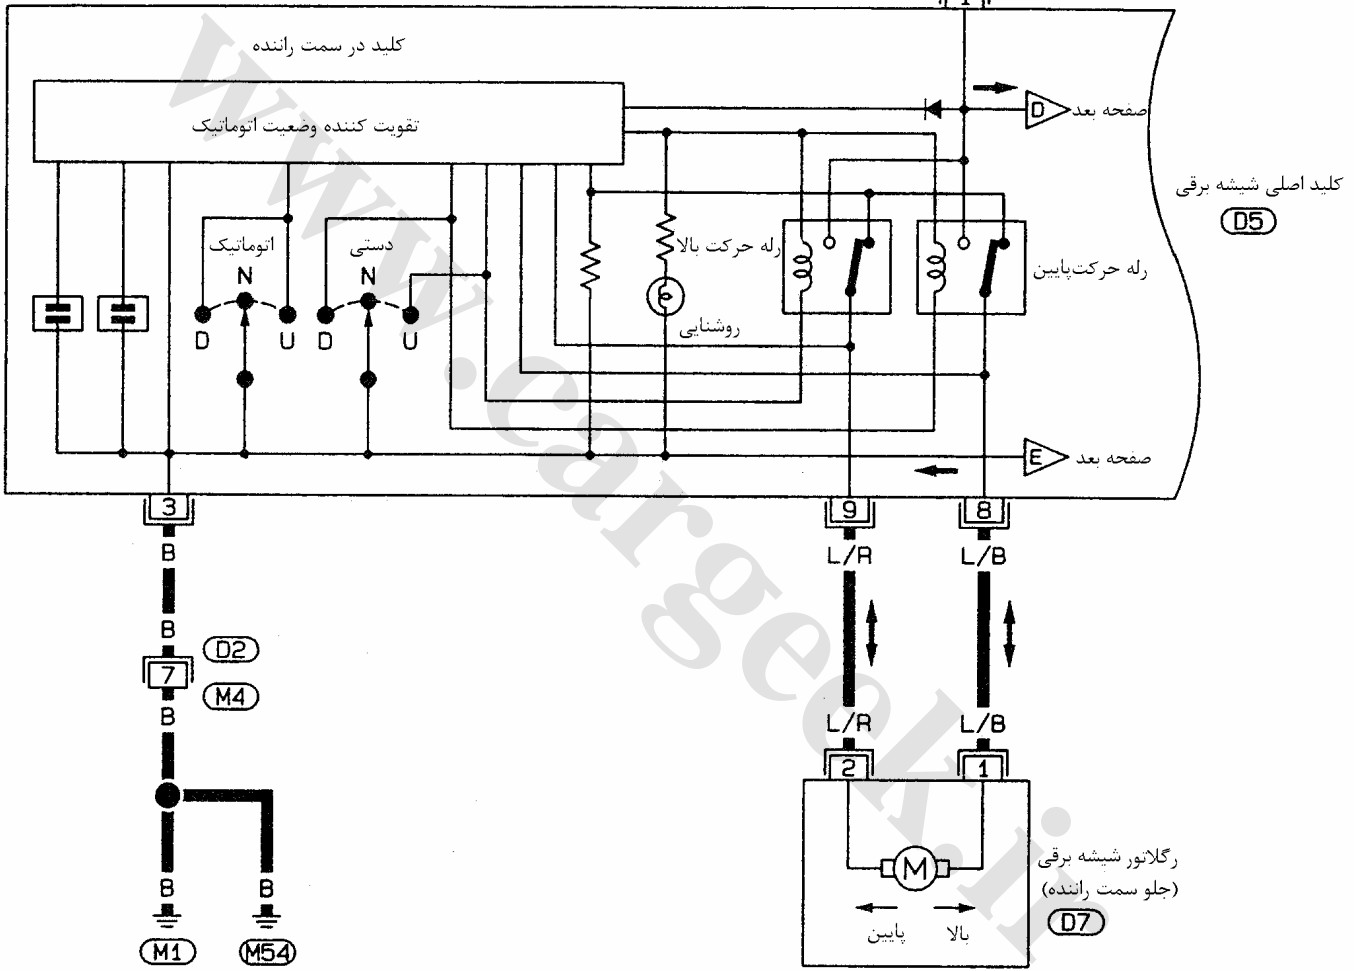 1
کلید در سمت راننده
تقویت کننده وضعیت اتوماتیک
D صفحه بعد
کلید اصلی شیشه برقی
D5
اتوماتیک
N
D U
دستی
N
D U
رله حرکت بالا
روشنایی
رله حرکت پایین
E صفحه بعد
3
9
8
B
L/R
L/B
B
D2
7
M4
B
L/R
L/B
2
1
M
رگلاتور شیشه برقی
(جلو سمت راننده)
D7
پایین بالا
B B
M1 M54
www.cargeek.ir